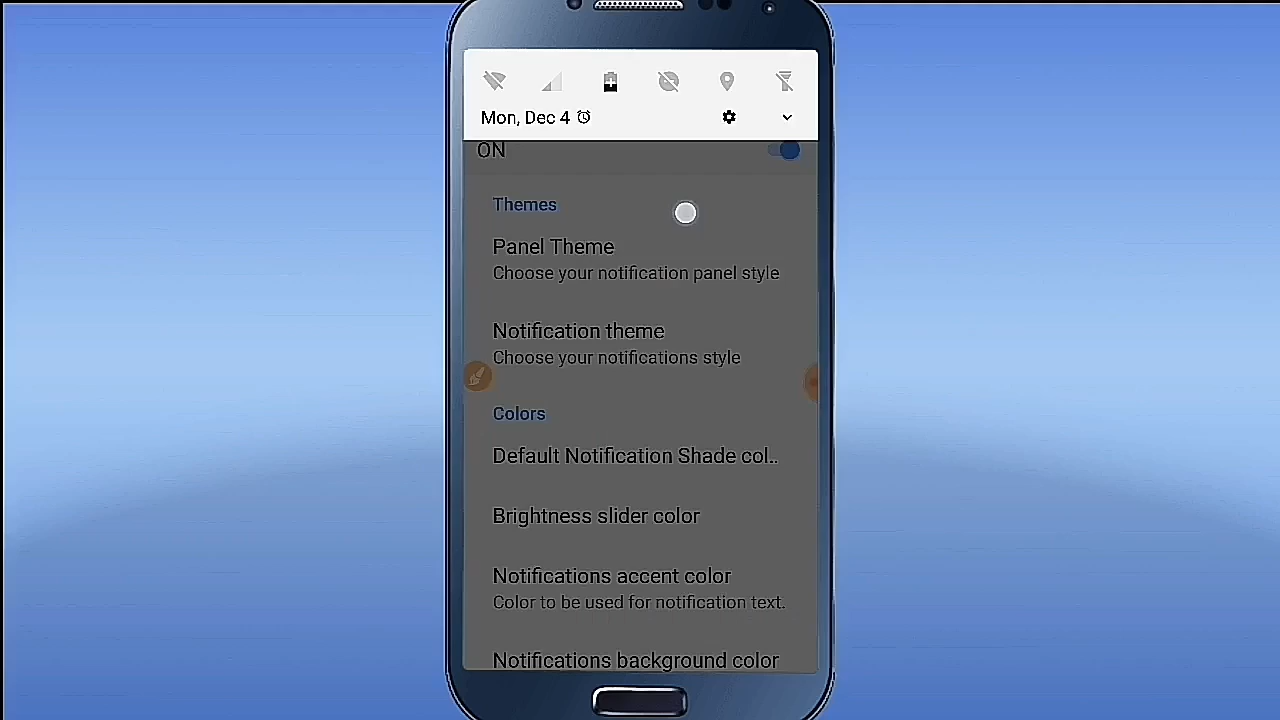 Mon, Dec 4
ON
Themes
Panel Theme
Choose your notification panel style
Notification theme
Choose your notifications style
Colors
Default Notification Shade col..
Brightness slider color
Notifications accent color
Color to be used for notification text.
Notifications background color